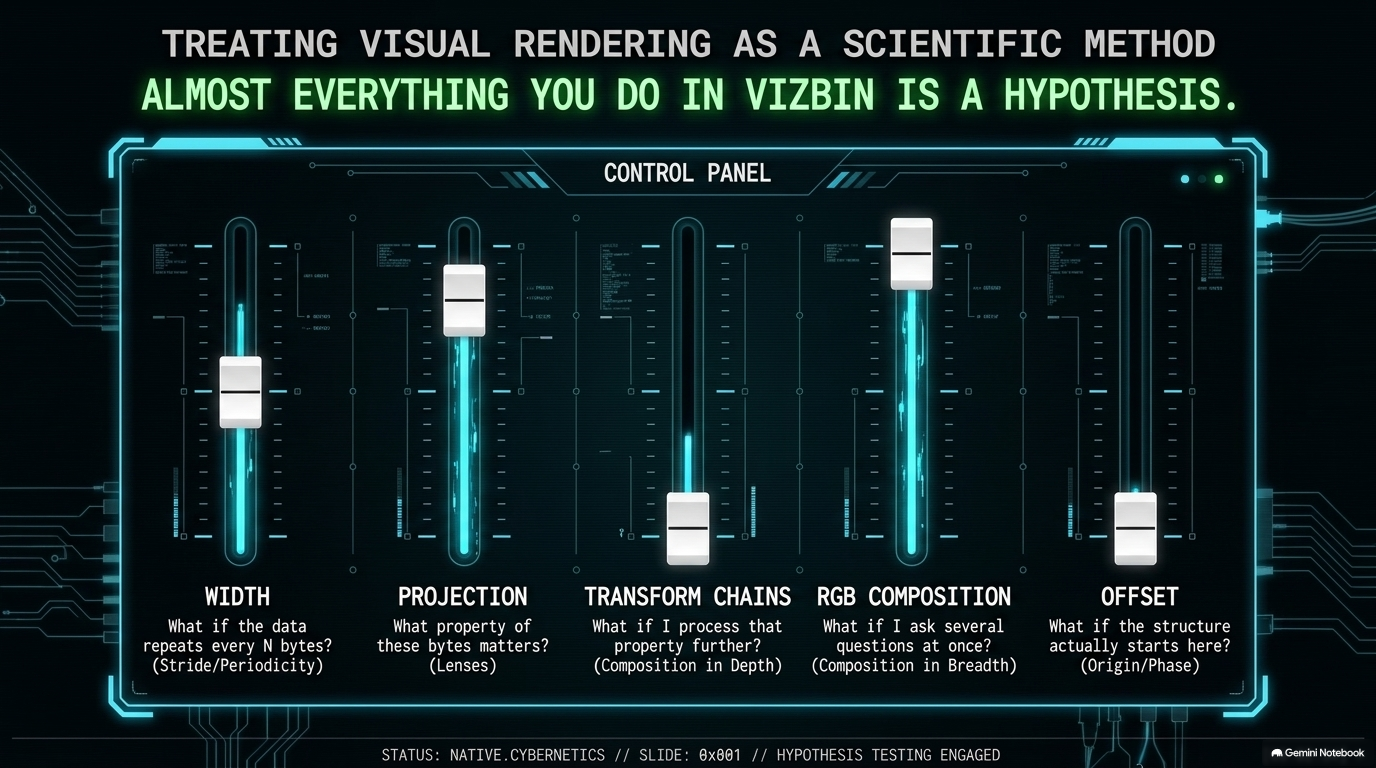 TREATING VISUAL RENDERING AS A SCIENTIFIC METHOD
ALMOST EVERYTHING YOU DO IN VIZBIN IS A HYPOTHESIS.
CONTROL PANEL
WIDTH
What if the data
repeats every N bytes?
(Stride/Periodicity)
PROJECTION
What property of
these bytes matters?
(Lenses)
TRANSFORM CHAINS
What if I process that
property further?
(Composition in Depth)
RGB COMPOSITION
What if I ask several
questions at once?
(Composition in Breadth)
OFFSET
What if the structure
actually starts here?
(Origin/Phase)
STATUS: NATIVE.CYBERNETICS // SLIDE: 0x001 // HYPOTHESIS TESTING ENGAGED
Gemini Notebook